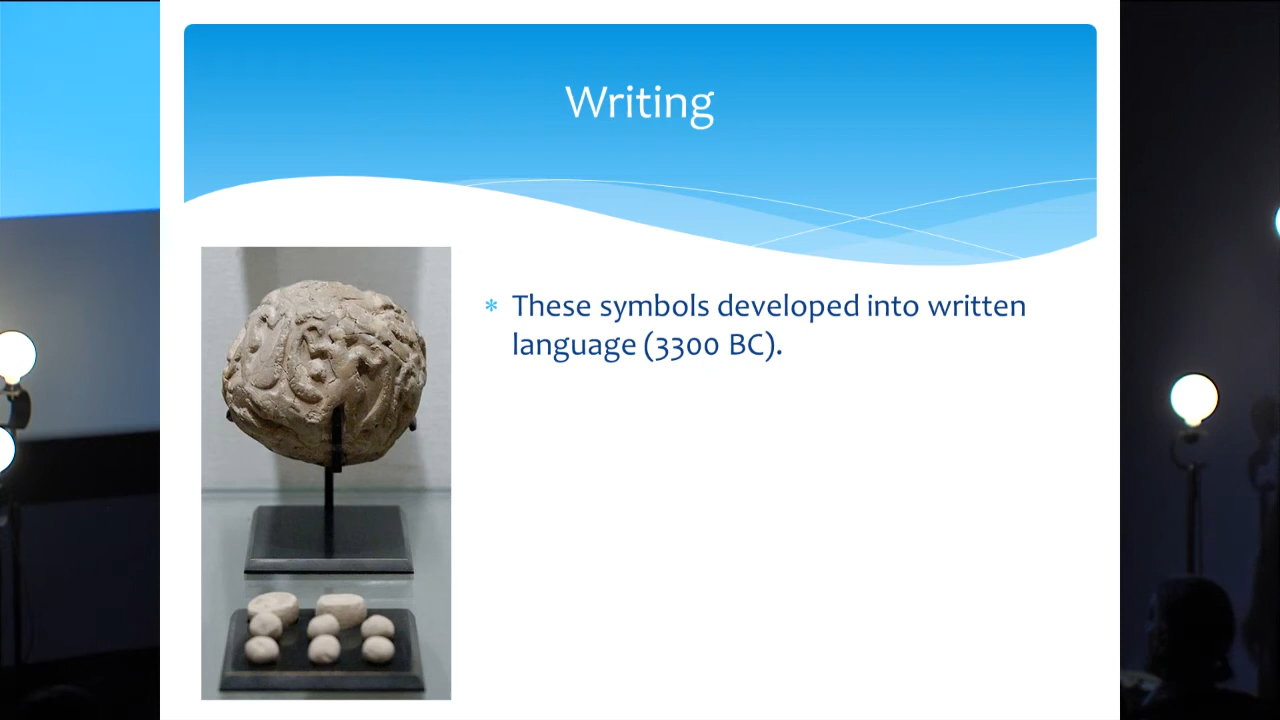 Writing
* These symbols developed into written
language (3300 BC).